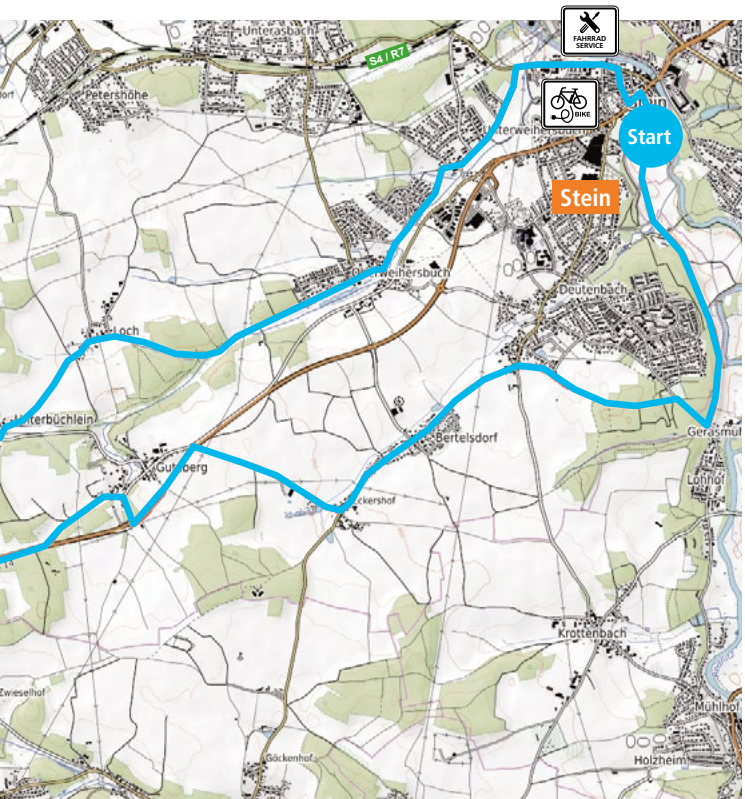 FAHRRAD
SERVICE
Unterasbach
S4 / R7
Petershöhe
BIKE
Start
Stein
Deutenbach
Loch
Bertelsdorf
Gutzberg
Lohhof
Krottenbach
Zwieselhof
Mühlhof
Göckenhof
Holzheim